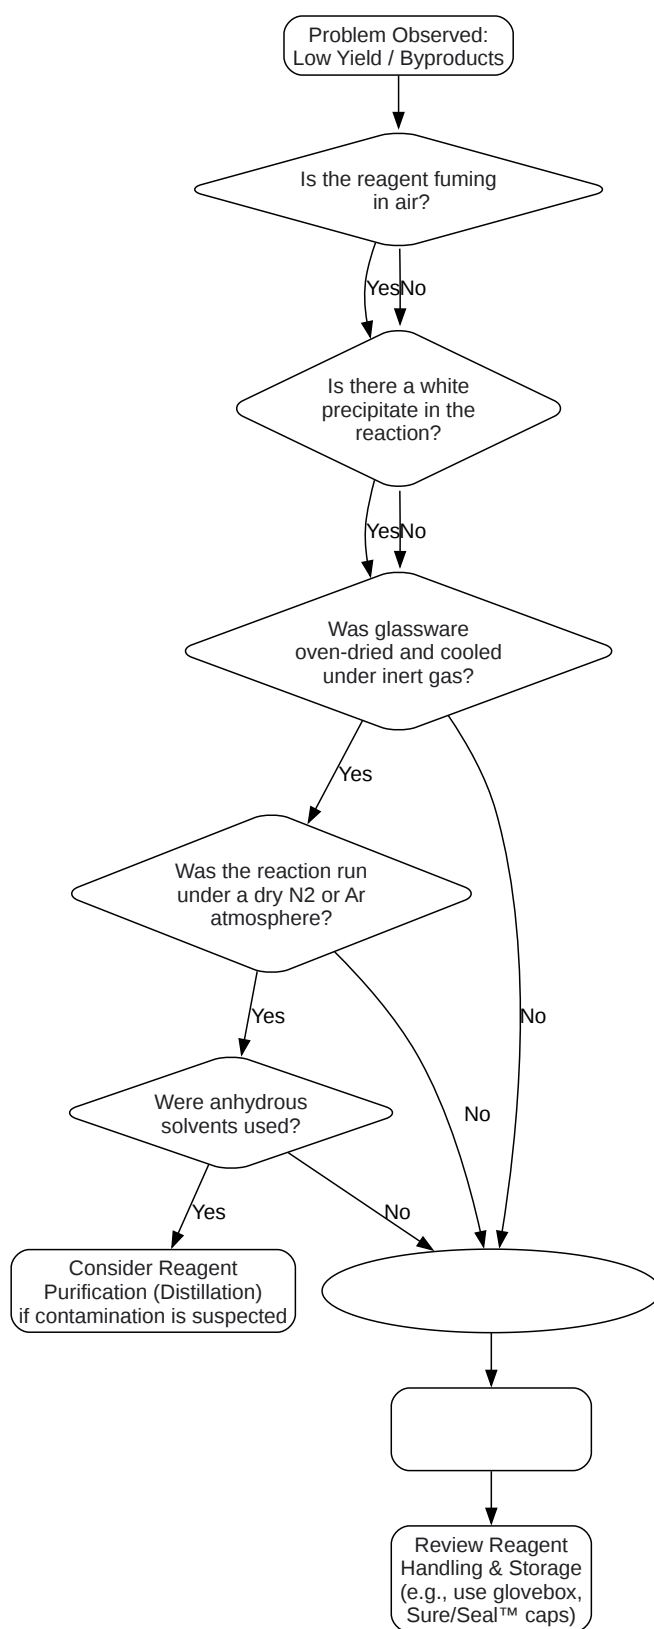 Problem Observed:
Low Yield / Byproducts
Is the reagent fuming
in air?
Yes
No
Is there a white
precipitate in the
reaction?
Yes
No
Was glassware
oven-dried and cooled
under inert gas?
Yes
Was the reaction run
under a dry N2 or Ar
atmosphere?
Yes
No
Were anhydrous
solvents used?
No
Yes
No
Consider Reagent
Purification (Distillation)
if contamination is suspected
Review Reagent
Handling & Storage
(e.g., use glovebox,
Sure/Seal™ caps)